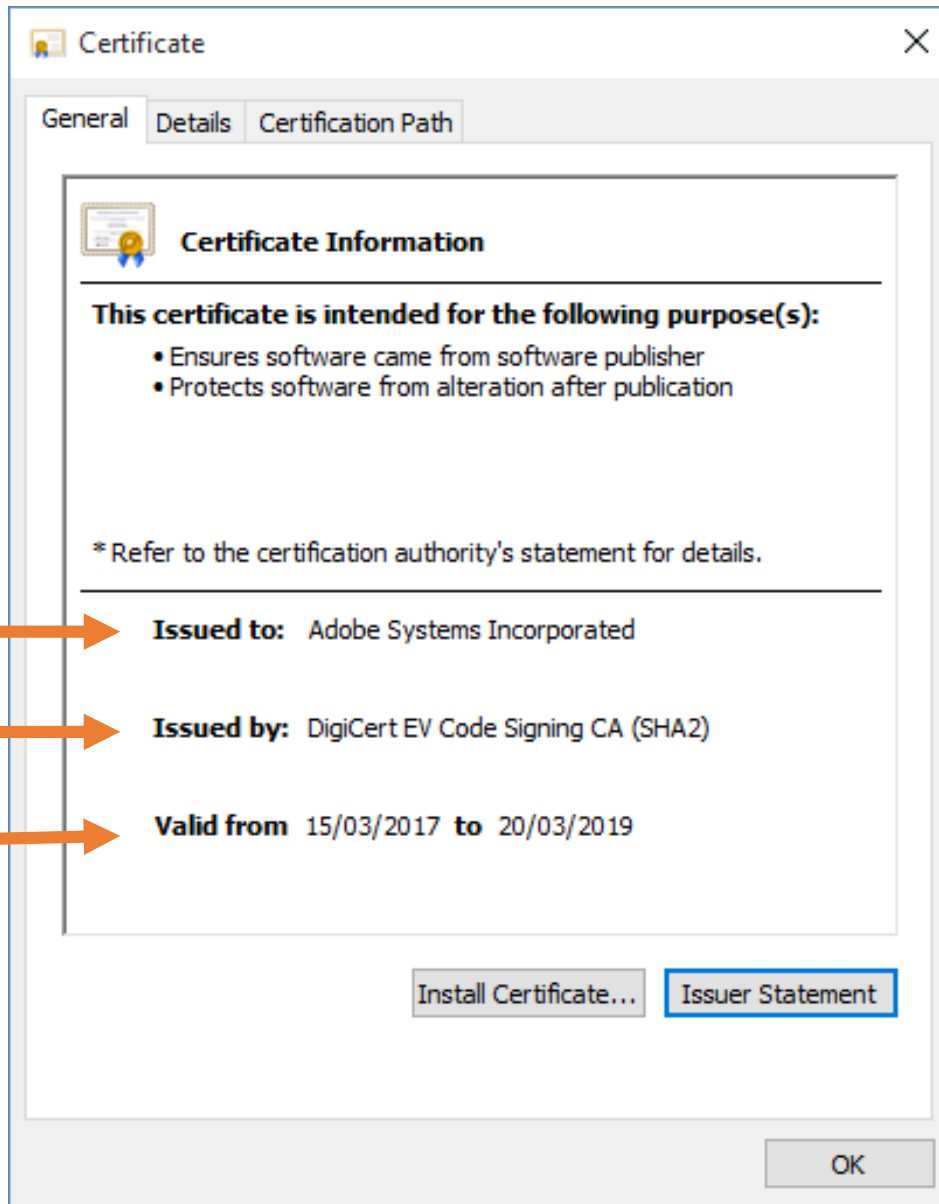 Certificate
General Details Certification Path
Certificate Information
This certificate is intended for the following purpose(s):
• Ensures software came from software publisher
• Protects software from alteration after publication
* Refer to the certification authority's statement for details.
Issued to: Adobe Systems Incorporated
Issued by: DigiCert EV Code Signing CA (SHA2)
Valid from 15/03/2017 to 20/03/2019
Install Certificate... Issuer Statement
OK